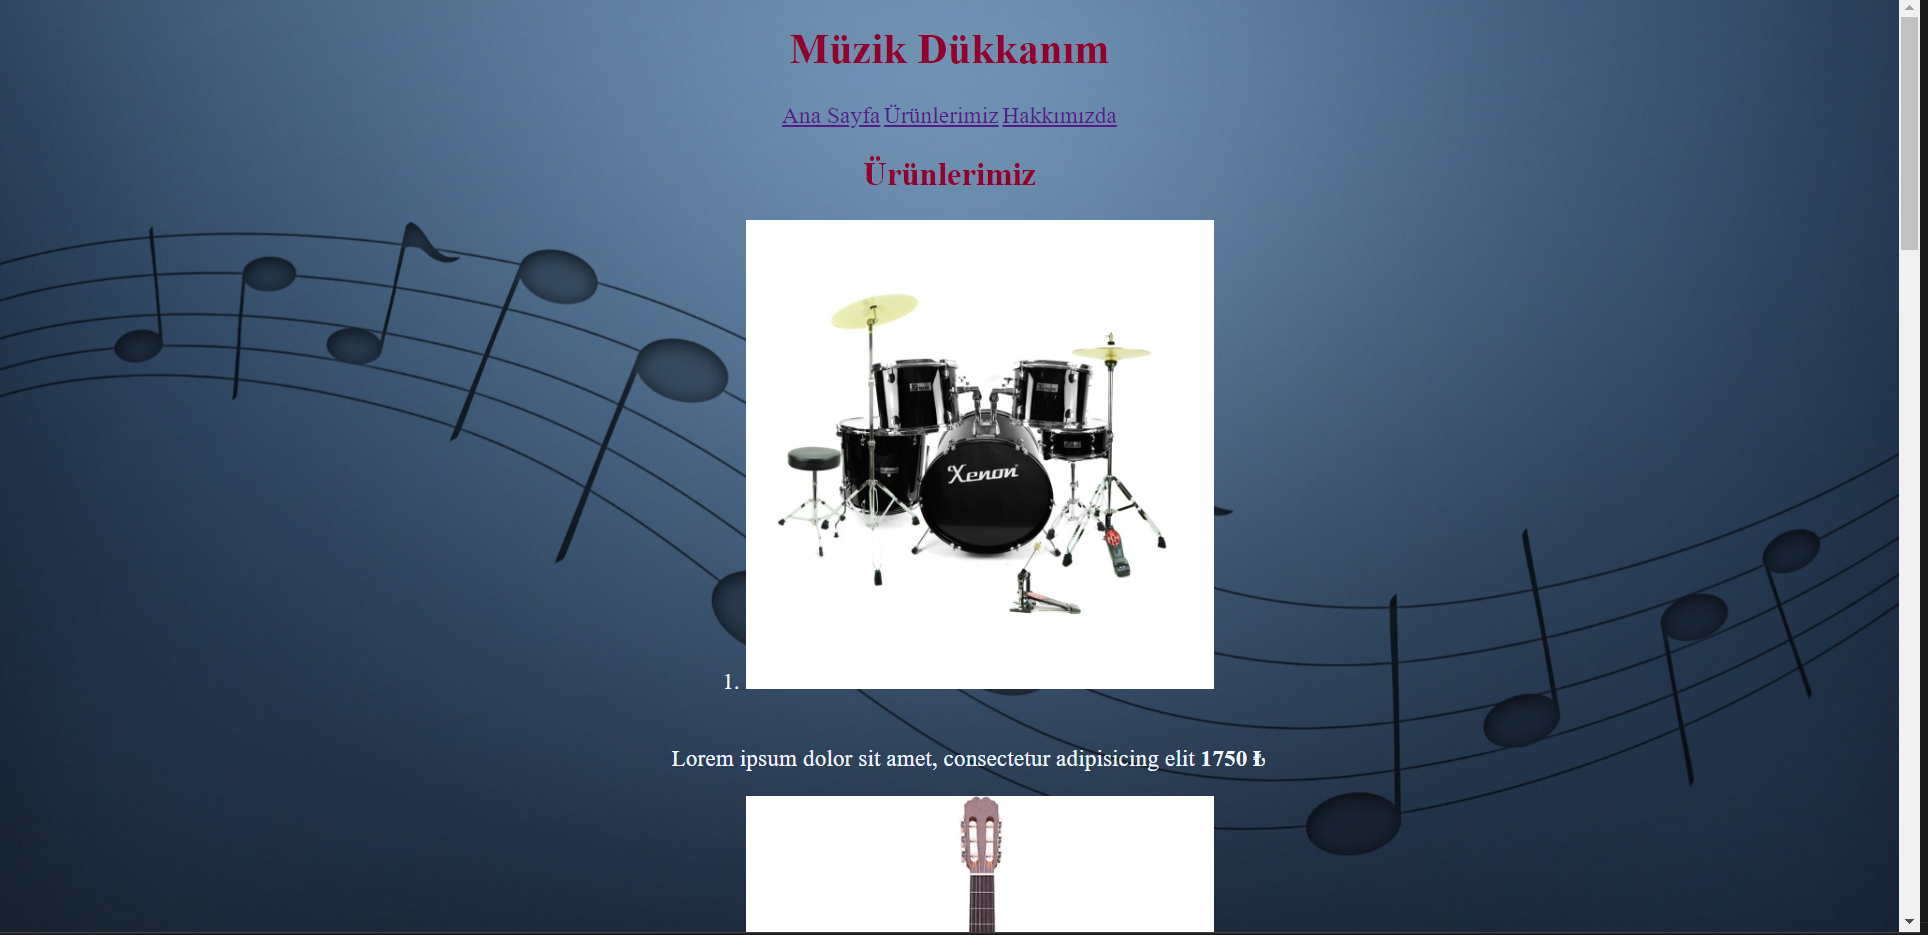 Müzik Dükkanım
Ana Sayfa Ürünlerimiz Hakkımızda
Ürünlerimiz
Xenon
1.
Lorem ipsum dolor sit amet, consectetur adipisicing elit 1750 ₺